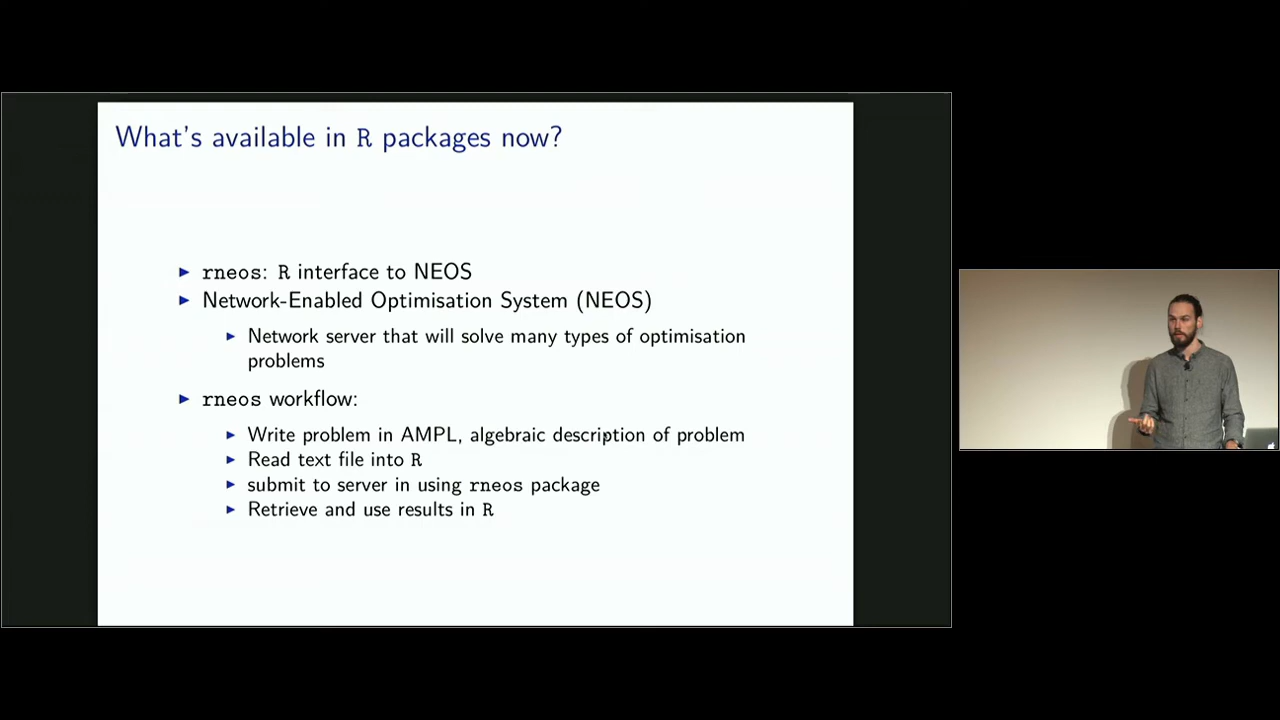 What's available in R packages now?
▶ rneos: R interface to NEOS
▶ Network-Enabled Optimisation System (NEOS)
▶ Network server that will solve many types of optimisation
problems
▶ rneos workflow:
▶ Write problem in AMPL, algebraic description of problem
▶ Read text file into R
▶ submit to server in using rneos package
▶ Retrieve and use results in R